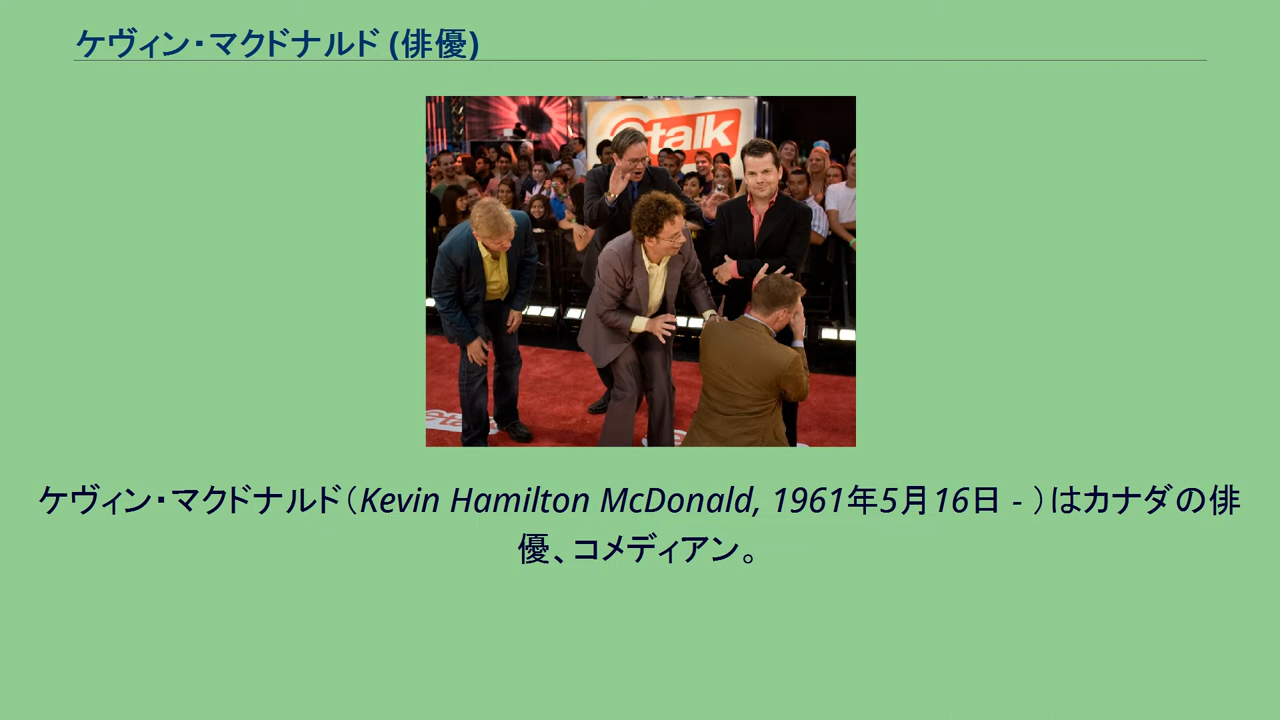 ケヴィン・マクドナルド (俳優)
talk
ケヴィン・マクドナルド（Kevin Hamilton McDonald, 1961年5月16日 - ）はカナダの俳
優、コメディアン。